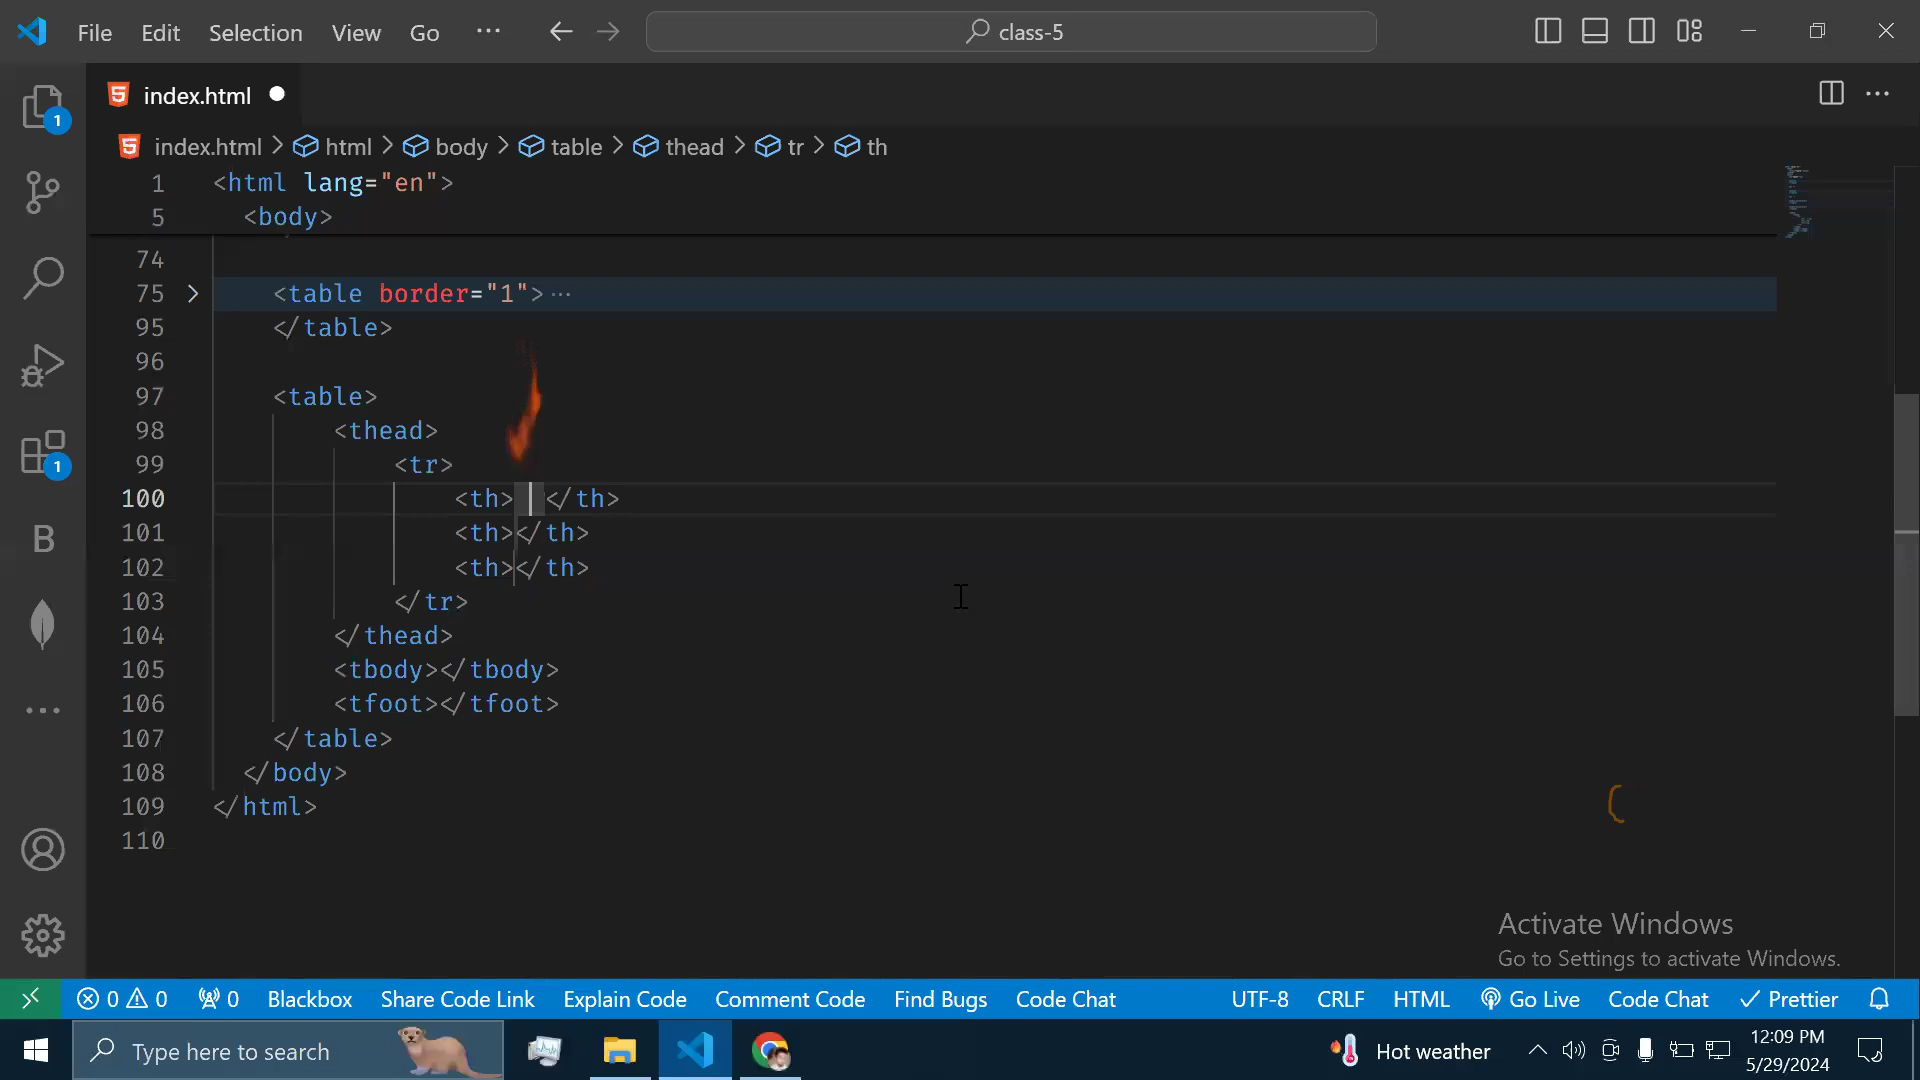 File Edit Selection View Go ··· class-5
index.html
index.html > html > body > table > thead > tr > th
1 <html lang="en">
5 <body>
74
75 <table border="1">···
95 </table>
96
97 <table>
98 <thead>
99 <tr>
100 <th>  </th>
101 <th></th>
102 <th></th>
103 </tr>
104 </thead>
105 <tbody></tbody>
106 <tfoot></tfoot>
107 </table>
108 </body>
109 </html>
110
1
1
B
Activate Windows
Go to Settings to activate Windows.
0 0 0 Blackbox Share Code Link Explain Code Comment Code Find Bugs Code Chat UTF-8 CRLF HTML Go Live Code Chat Prettier
Type here to search Hot weather 12:09 PM
5/29/2024